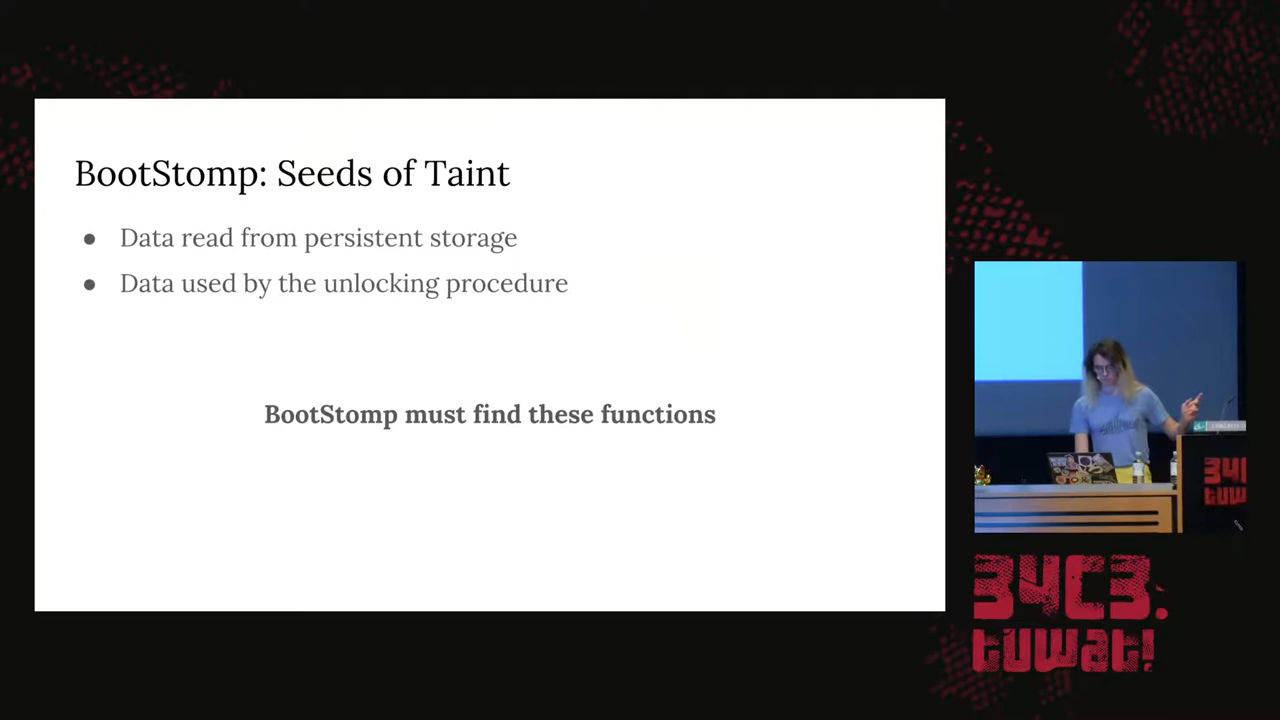 BootStomp: Seeds of Taint
● Data read from persistent storage
● Data used by the unlocking procedure
BootStomp must find these functions
34C3.
tuwat!